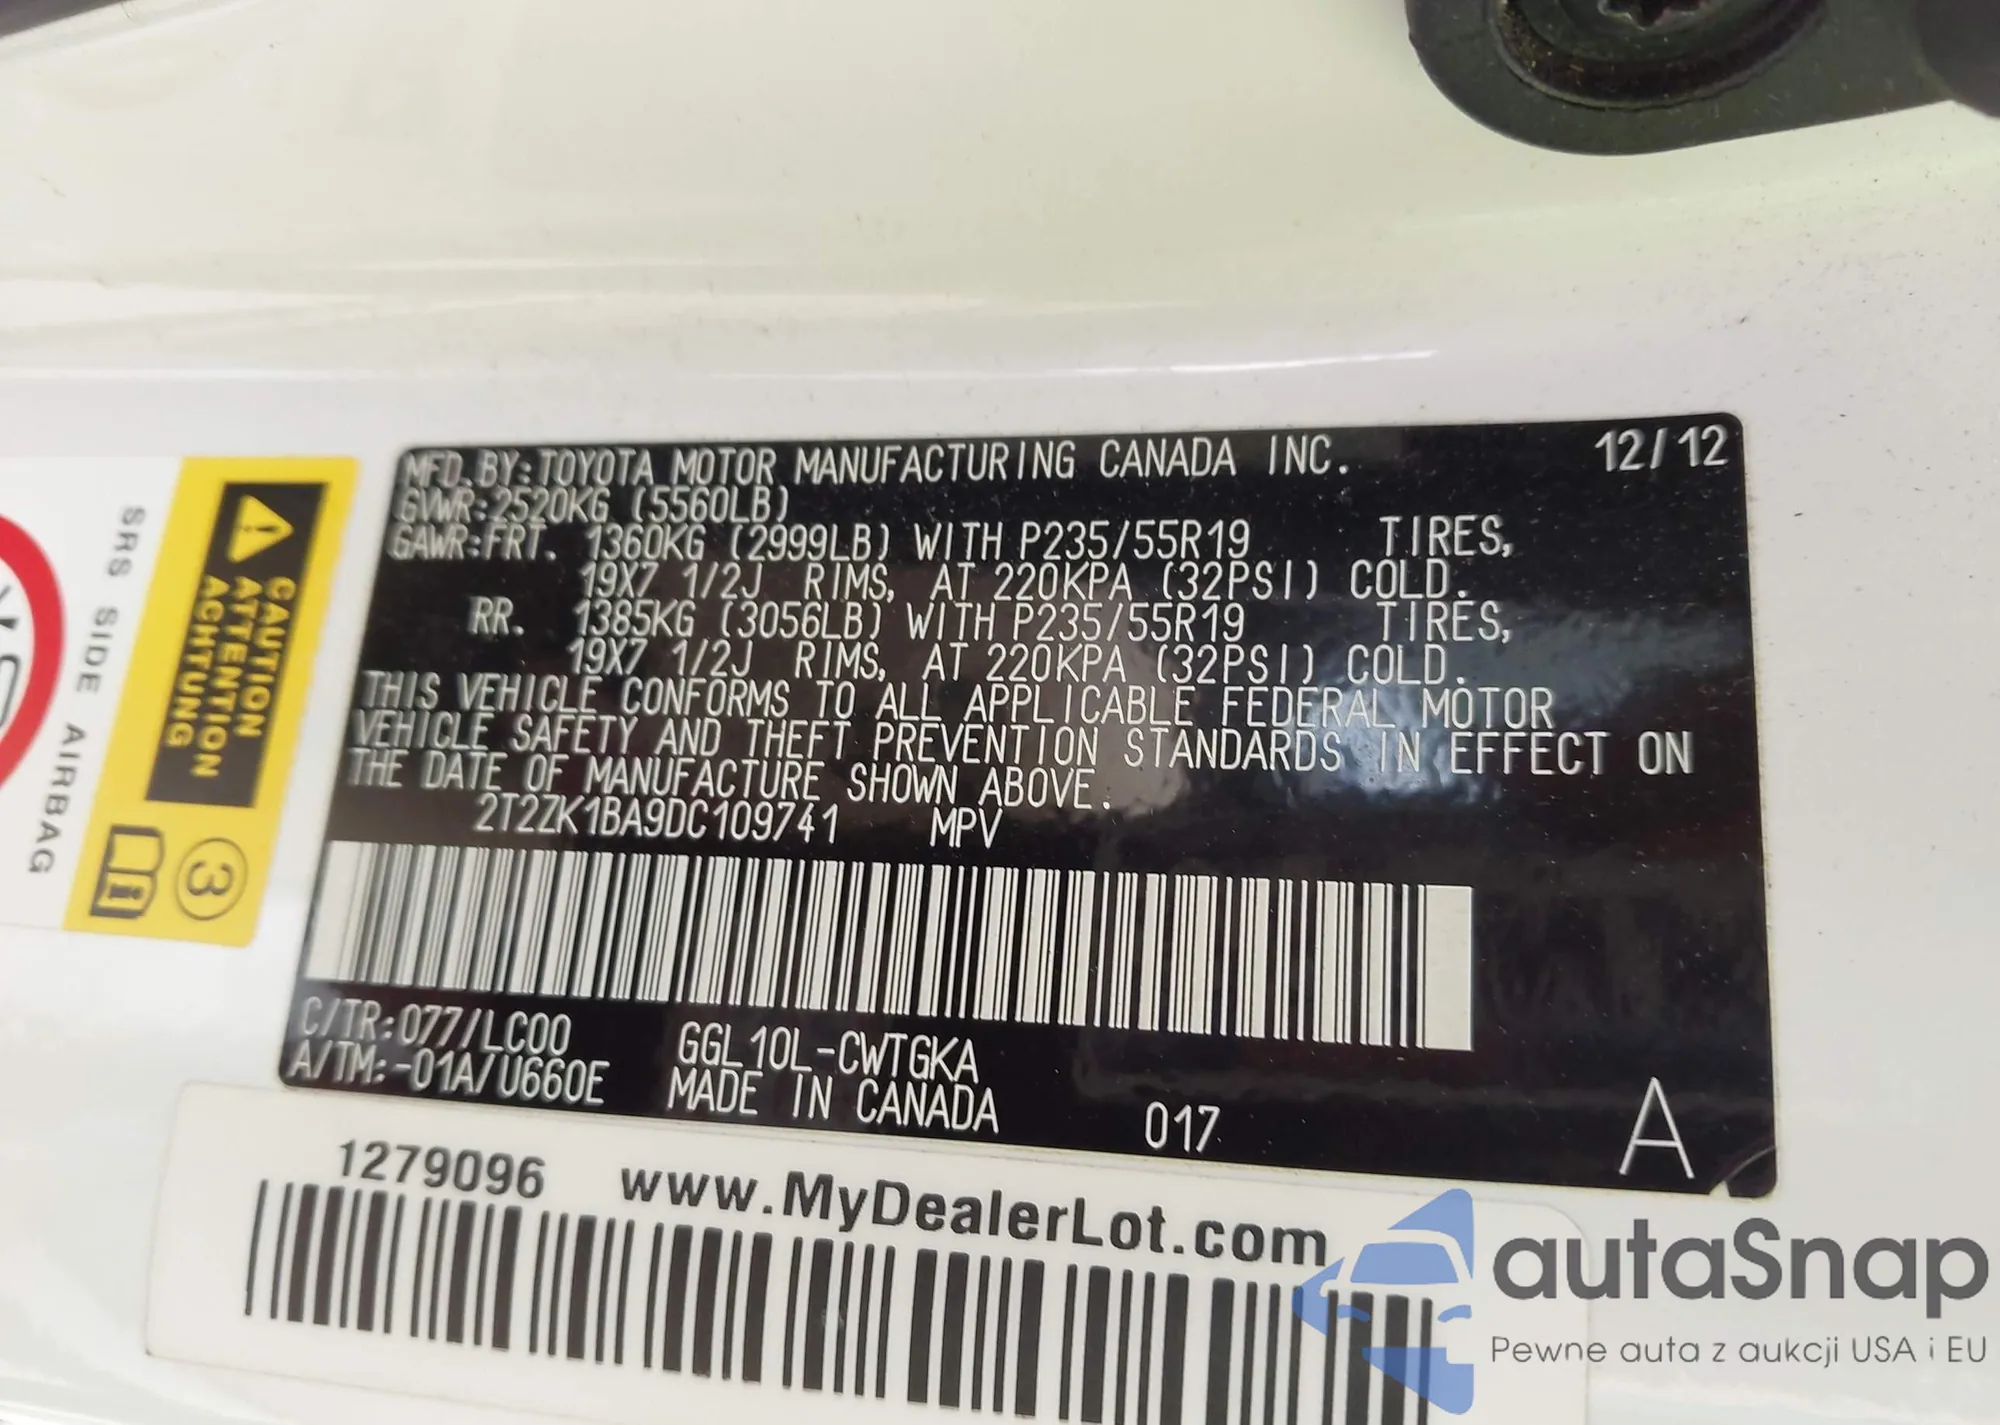 MFD.BY:TOYOTA MOTOR MANUFACTURING CANADA INC. 12/12
GVWR:2520KG (5560LB)
GAWR:FRT. 1360KG (2999LB) WITH P235/55R19 TIRES,
19X7 1/2J RIMS, AT 220KPA (32PSI) COLD.
RR. 1385KG (3056LB) WITH P235/55R19 TIRES,
19X7 1/2J RIMS, AT 220KPA (32PSI) COLD.
THIS VEHICLE CONFORMS TO ALL APPLICABLE FEDERAL MOTOR
VEHICLE SAFETY AND THEFT PREVENTION STANDARDS IN EFFECT ON
THE DATE OF MANUFACTURE SHOWN ABOVE.
2T2ZK1BA9DC109741 MPV
C/TR:077/LC00 GGL10L-CWTGKA
A/TM:-01A/U660E MADE IN CANADA 017 A
CAUTION
ATTENTION
ACHTUNG
3
SRS SIDE AIRBAG
1279096 www.MyDealerLot.com
autaSnap
Pewne auta z aukcji USA i EU